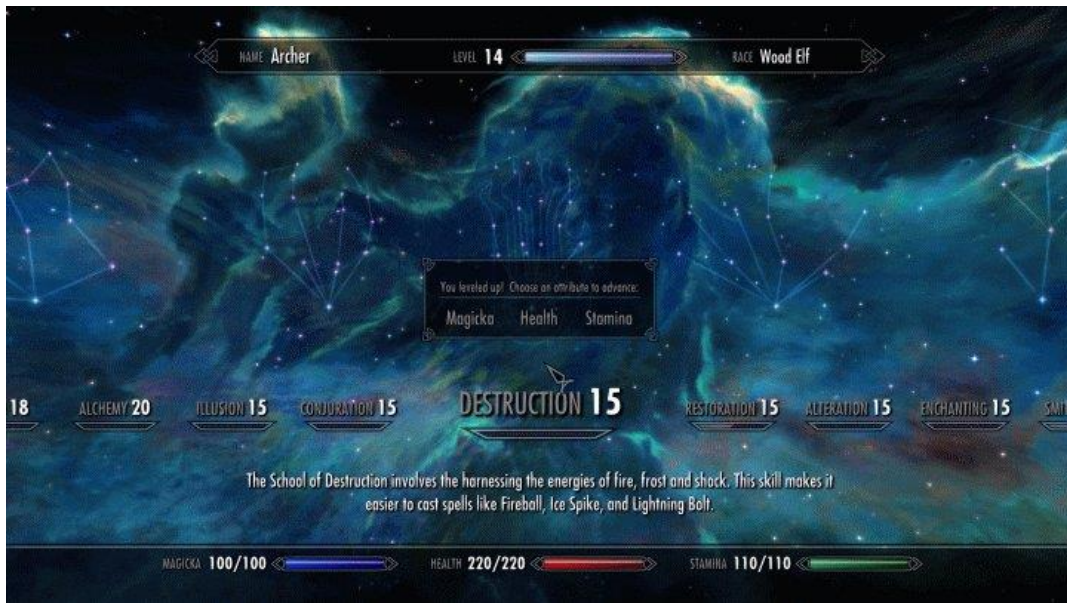 NAME Archer LEVEL 14 RACE Wood Elf
You leveled up! Choose an attribute to advance:
Magicka Health Stamina
18 ALCHEMY 20 ILLUSION 15 CONJURATION 15 DESTRUCTION 15 RESTORATION 15 ALTERATION 15 ENCHANTING 15 SMI
The School of Destruction involves the harnessing the energies of fire, frost and shock. This skill makes it
easier to cast spells like Fireball, Ice Spike, and Lightning Bolt.
MAGICKA 100/100 HEALTH 220/220 STAMINA 110/110